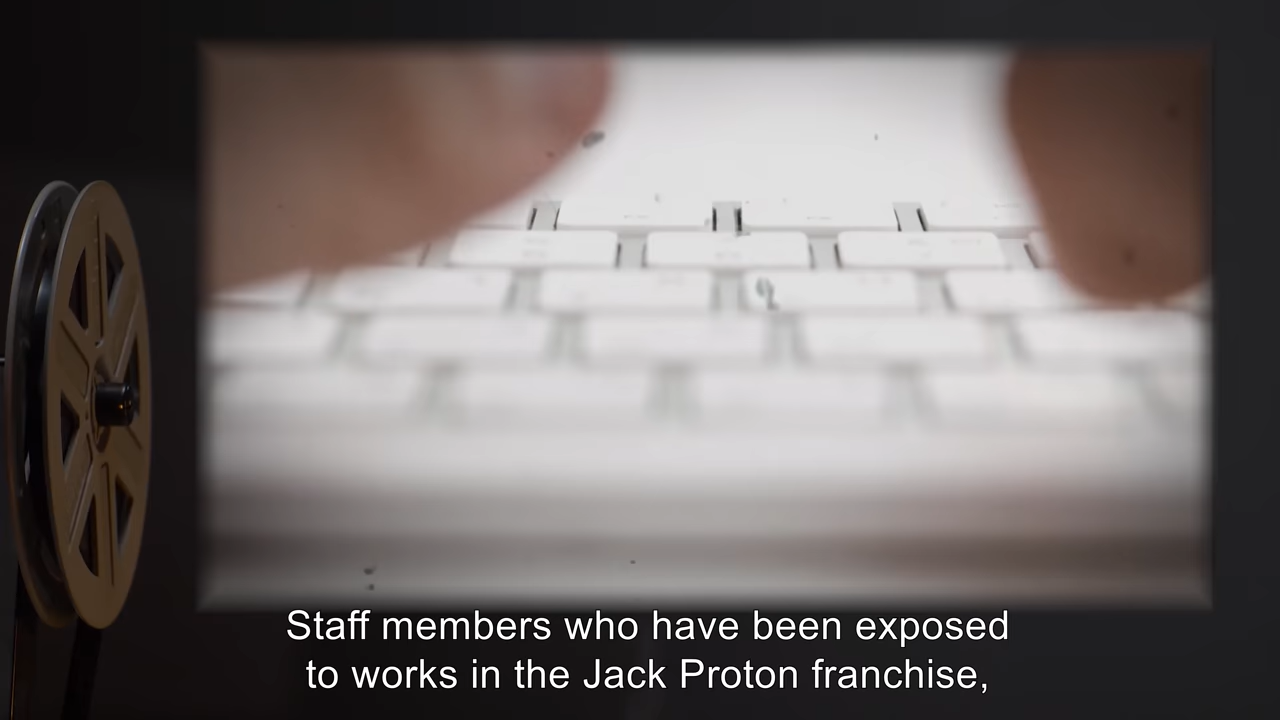 Staff members who have been exposed
to works in the Jack Proton franchise,